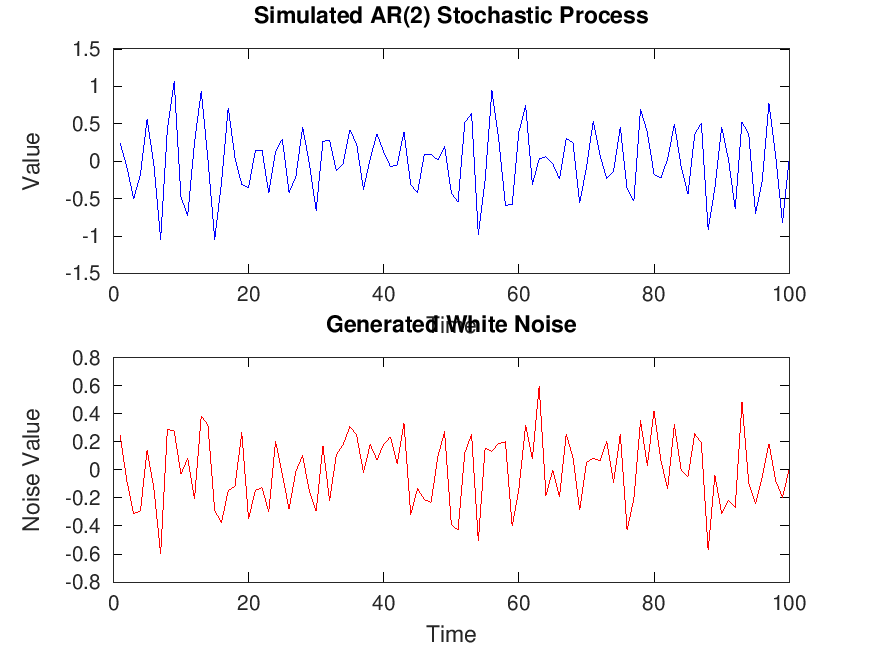 Simulated AR(2) Stochastic Process
1.5
1
0.5
0
-0.5
-1
-1.5
Value
0 20 40 60 80 100
Time
Generated White Noise
0.8
0.6
0.4
0.2
0
-0.2
-0.4
-0.6
-0.8
Noise Value
0 20 40 60 80 100
Time